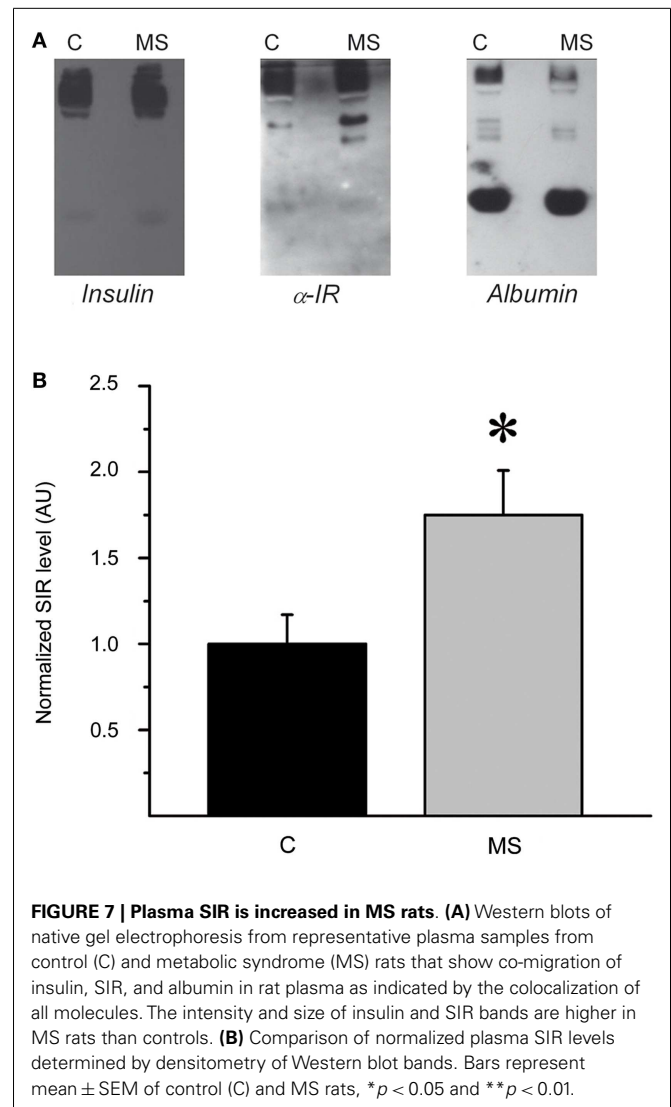 A
C MS
C MS
C MS
Insulin
α-IR
Albumin
B
2.5
2.0
1.5
1.0
0.5
Normalized SIR level (AU)
*
C
MS
FIGURE 7 | Plasma SIR is increased in MS rats. (A) Western blots of
native gel electrophoresis from representative plasma samples from
control (C) and metabolic syndrome (MS) rats that show co-migration of
insulin, SIR, and albumin in rat plasma as indicated by the colocalization of
all molecules. The intensity and size of insulin and SIR bands are higher in
MS rats than controls. (B) Comparison of normalized plasma SIR levels
determined by densitometry of Western blot bands. Bars represent
mean ± SEM of control (C) and MS rats, *p < 0.05 and **p < 0.01.